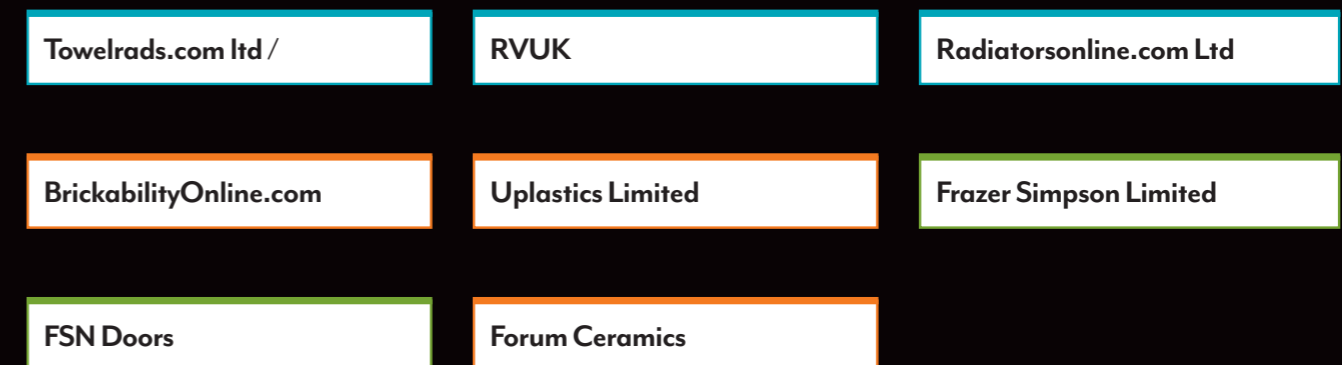 Towelrads.com ltd /
RVUK
Radiatorsonline.com Ltd
BrickabilityOnline.com
Uplastics Limited
Frazer Simpson Limited
FSN Doors
Forum Ceramics